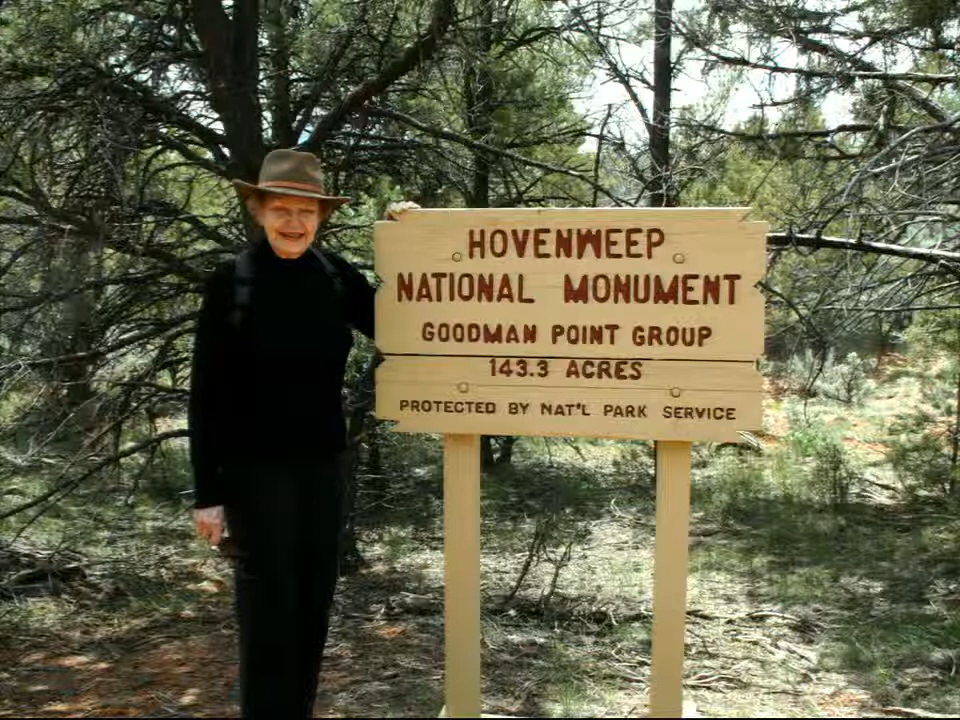 HOVENWEEP
NATIONAL MONUMENT
GOODMAN POINT GROUP
143.3 ACRES
PROTECTED BY NAT'L PARK SERVICE